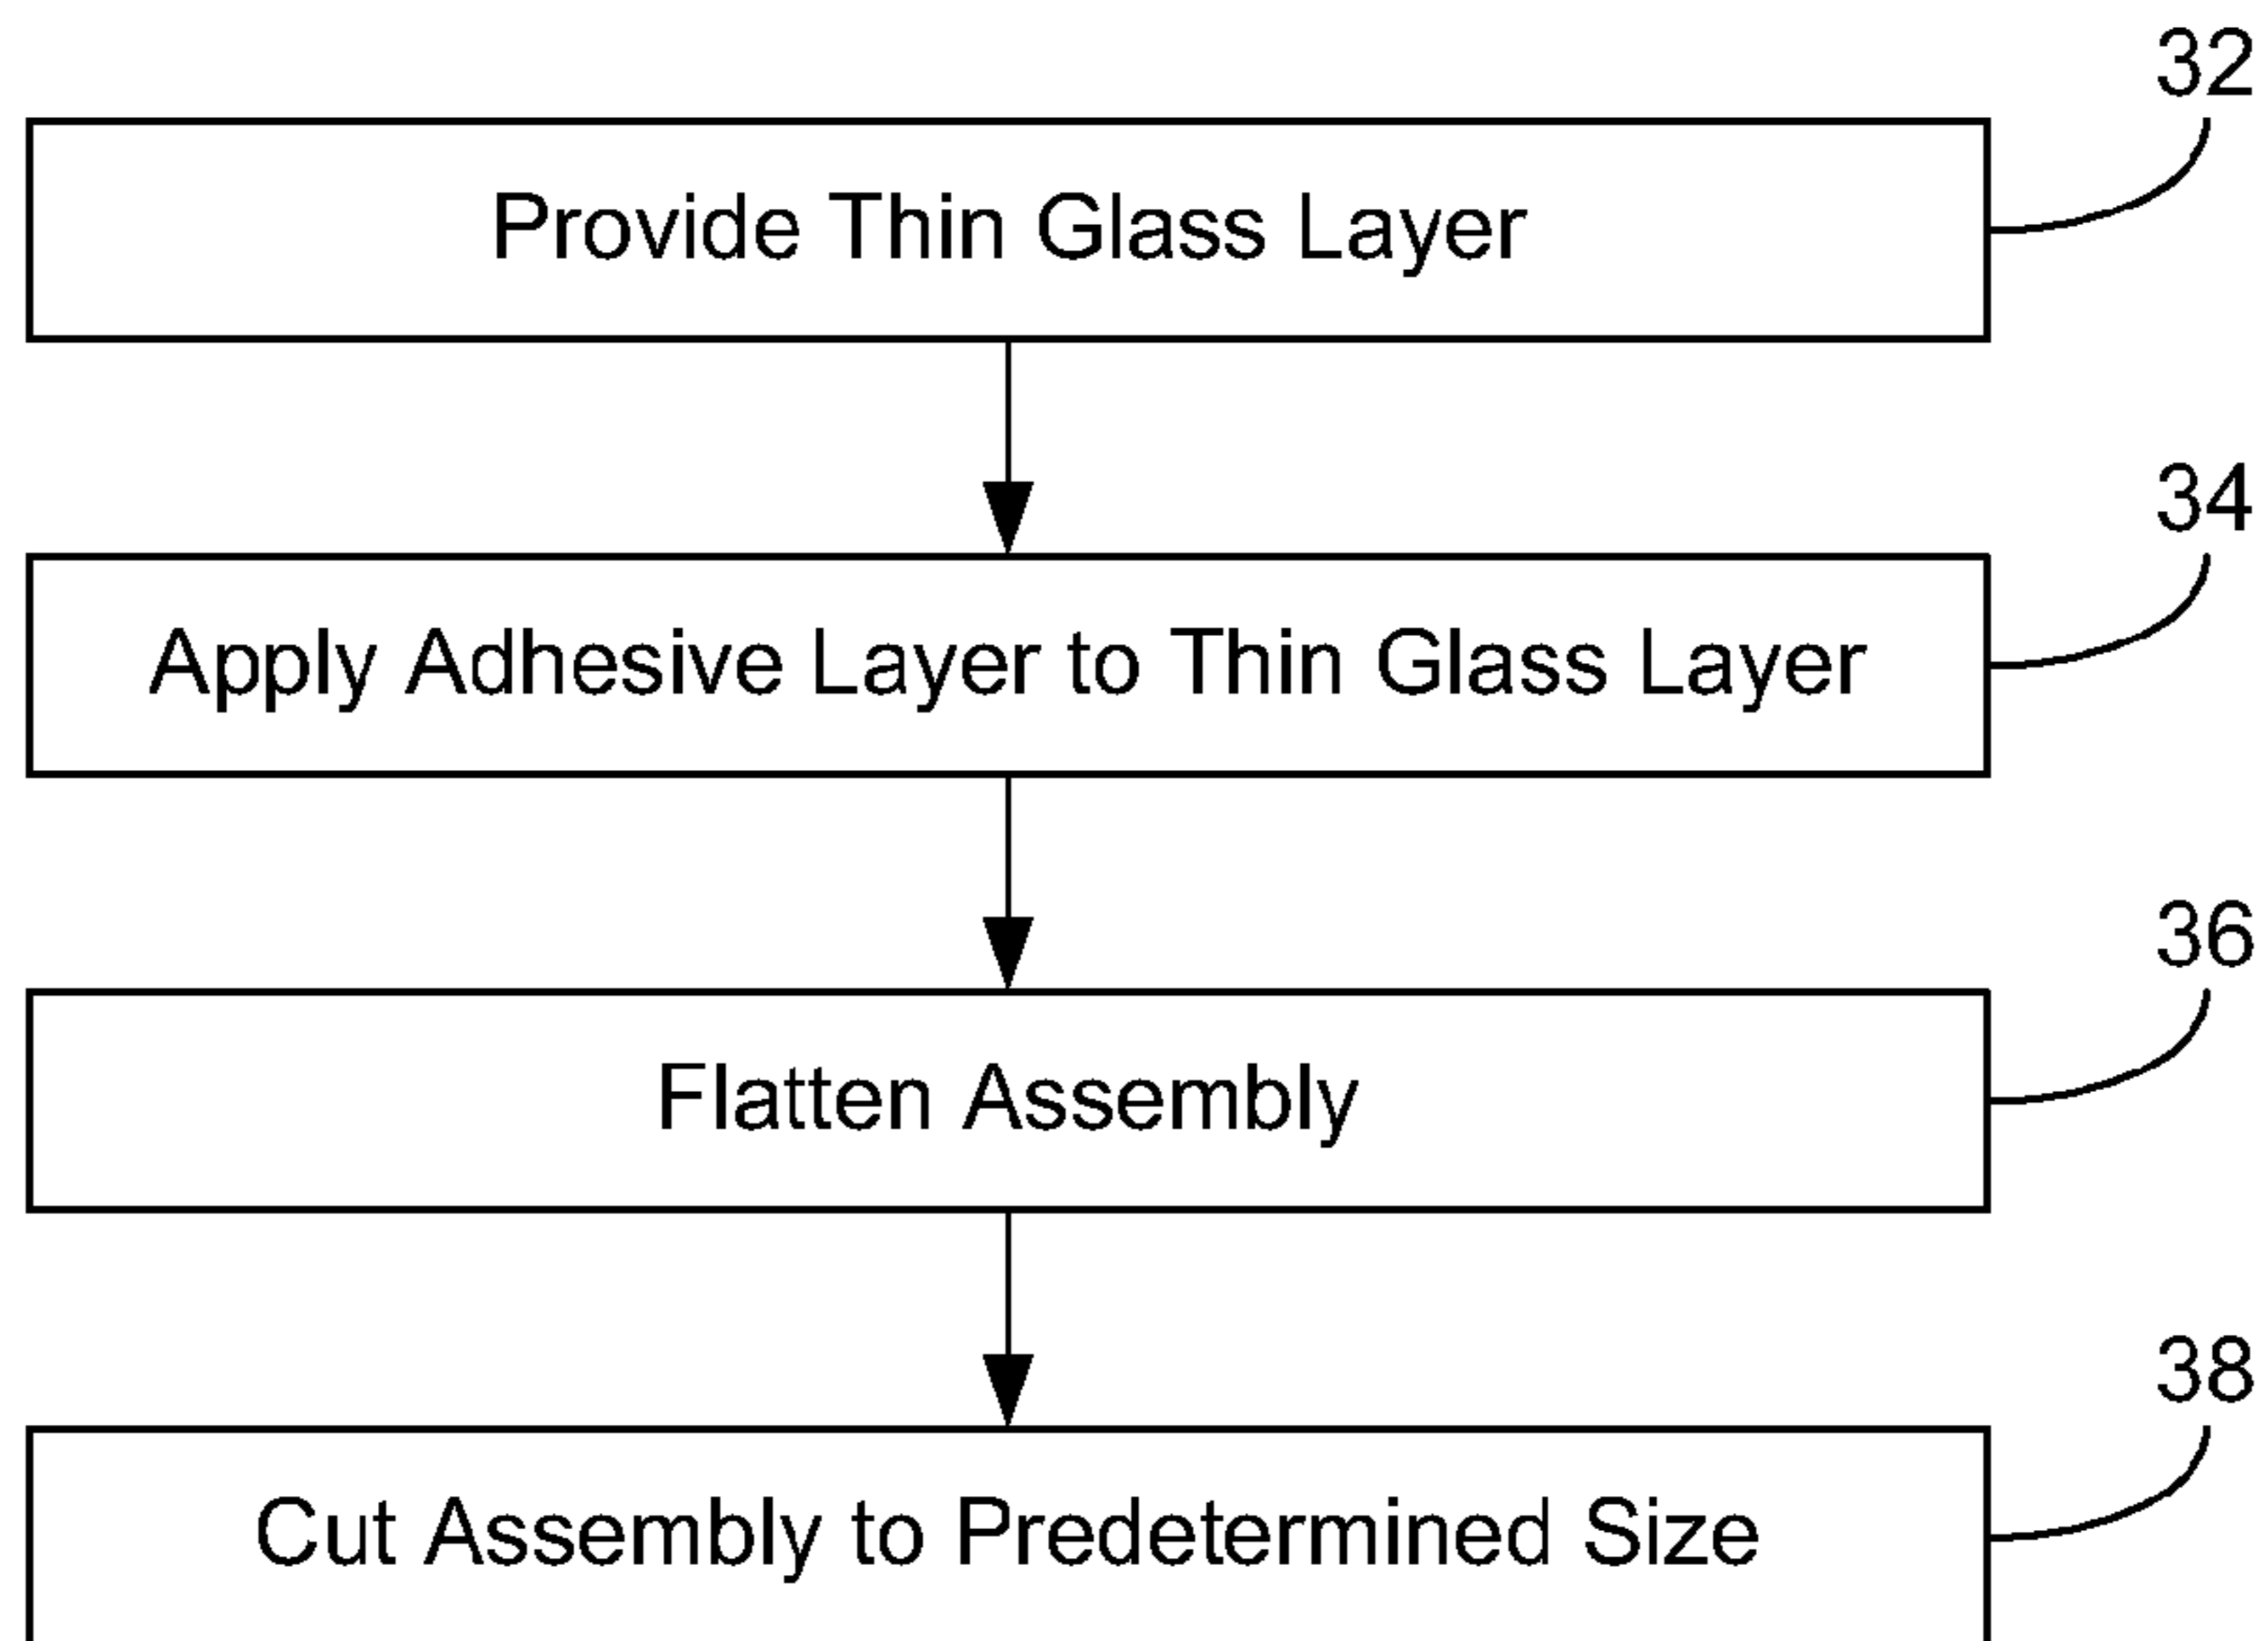 32
Provide Thin Glass Layer
34
Apply Adhesive Layer to Thin Glass Layer
36
Flatten Assembly
38
Cut Assembly to Predetermined Size